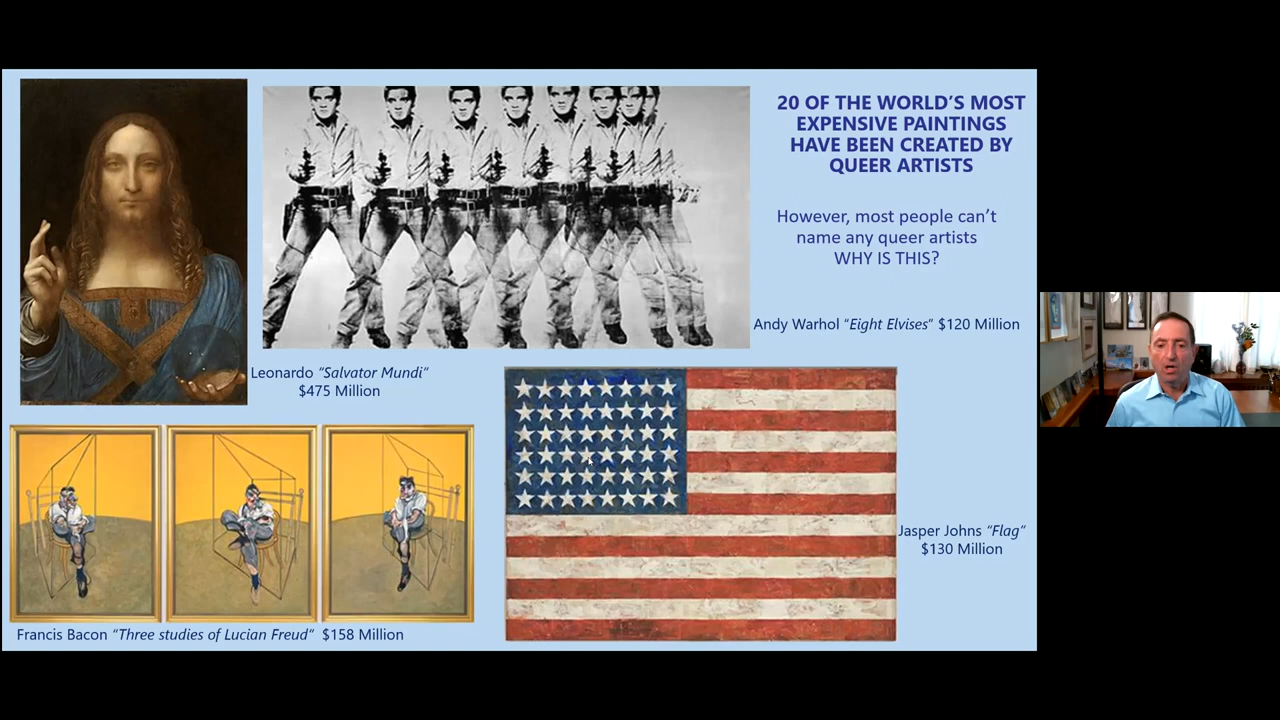 20 OF THE WORLD'S MOST
EXPENSIVE PAINTINGS
HAVE BEEN CREATED BY
QUEER ARTISTS
However, most people can't
name any queer artists
WHY IS THIS?
Andy Warhol "Eight Elvises" $120 Million
Leonardo "Salvator Mundi"
$475 Million
Jasper Johns "Flag"
$130 Million
Francis Bacon "Three studies of Lucian Freud" $158 Million